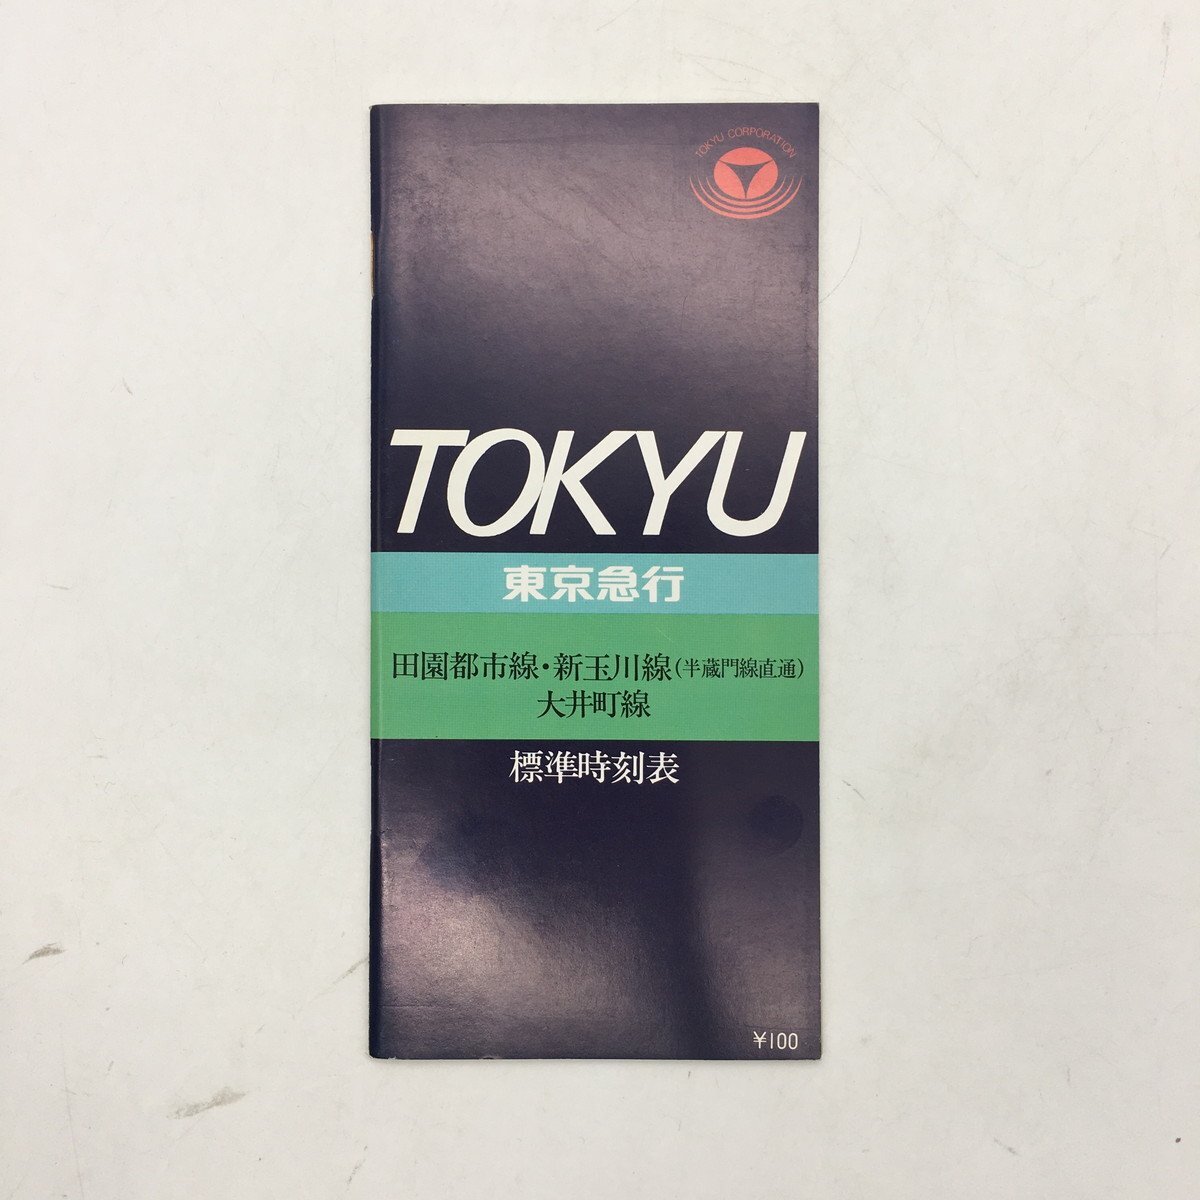 TOKYU CORPORATION
TOKYU
東京急行
田園都市線・新玉川線(半蔵門線直通)
大井町線
標準時刻表
¥100